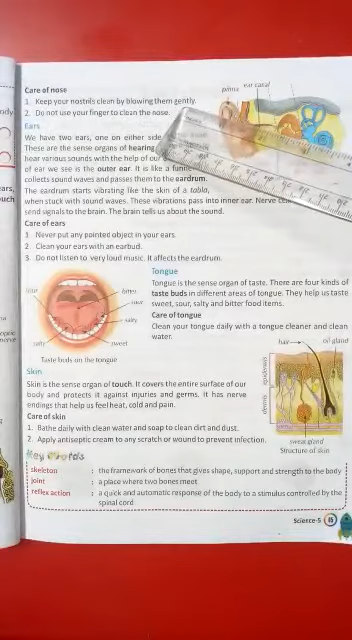 Care of nose
1. Keep your nostrils clean by blowing them gently.
2. Do not use your finger to clean the nose.
pinna ear canal
Ears
We have two ears, one on either side
These are the sense organs of hearing
hear various sounds with the help of our
of ear we see is the outer ear. It is like a funnel
collects sound waves and passes them to the eardrum.
The eardrum starts vibrating like the skin of a tabla,
when stuck with sound waves. These vibrations pass into inner ear. Nerve
send signals to the brain. The brain tells us about the sound.
Care of ears
1 Never put any pointed object in your ears.
2. Clean your ears with an earbud.
3. Do not listen to very loud music. It affects the eardrum.
Tongue
Tongue is the sense organ of taste. There are four kinds of
taste buds in different areas of tongue. They help us taste
sweet, sour, salty and bitter food items.
Care of tongue
Clean your tongue daily with a tongue cleaner and clean
water.
sour
bitter
sour
salty
salty
sweet
Taste buds on the tongue
hair
oil gland
epidermis
dermis
sweat gland
Structure of skin
Skin
Skin is the sense organ of touch. It covers the entire surface of our
body and protects it against injuries and germs. It has nerve
endings that help us feel heat, cold and pain.
Care of skin
1. Bathe daily with clean water and soap to clean dirt and dust.
2. Apply antiseptic cream to any scratch or wound to prevent infection.
Key Words
skeleton : the framework of bones that gives shape, support and strength to the body
joint : a place where two bones meet
reflex action : a quick and automatic response of the body to a stimulus controlled by the
spinal cord
Science-5